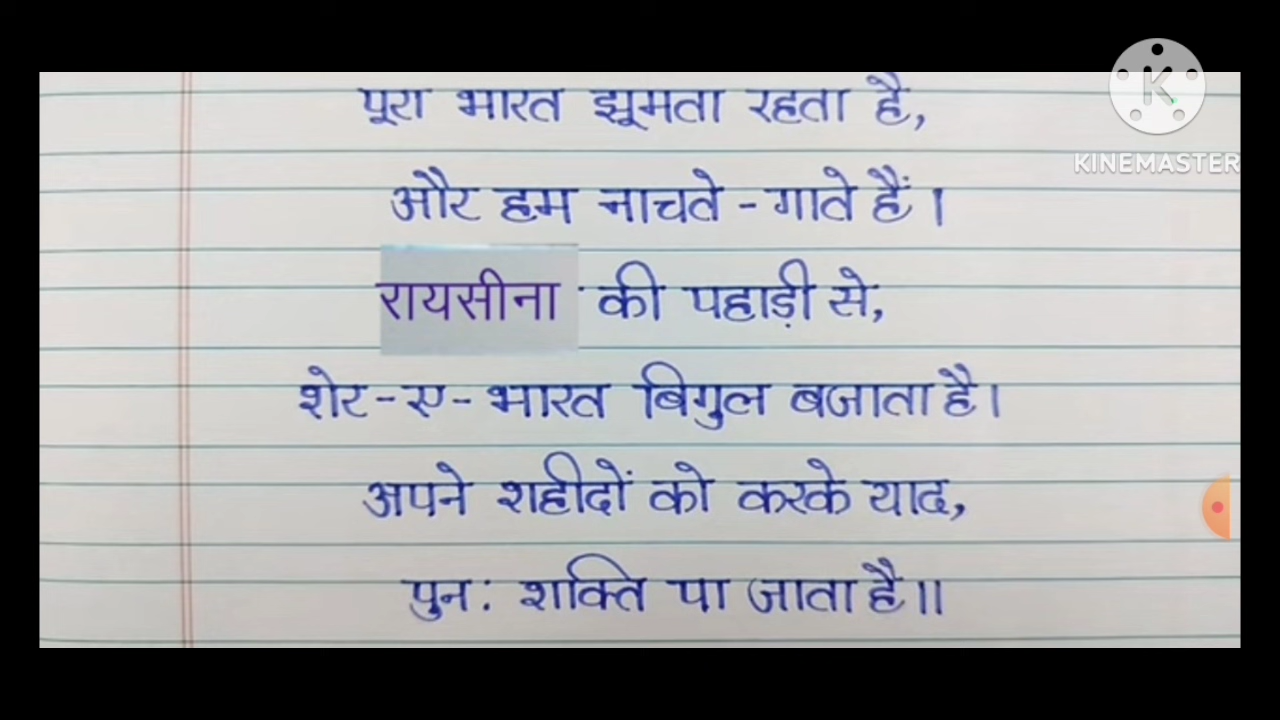 पूरा भारत झूमता रहता है,
और हम नाचते - गाते हैं ।
रायसीना की पहाड़ी से,
शेर - ए - भारत बिगुल बजाता है ।
अपने शहीदों को करके याद,
पुन: शक्ति पा जाता है ।।
K
KINEMASTER